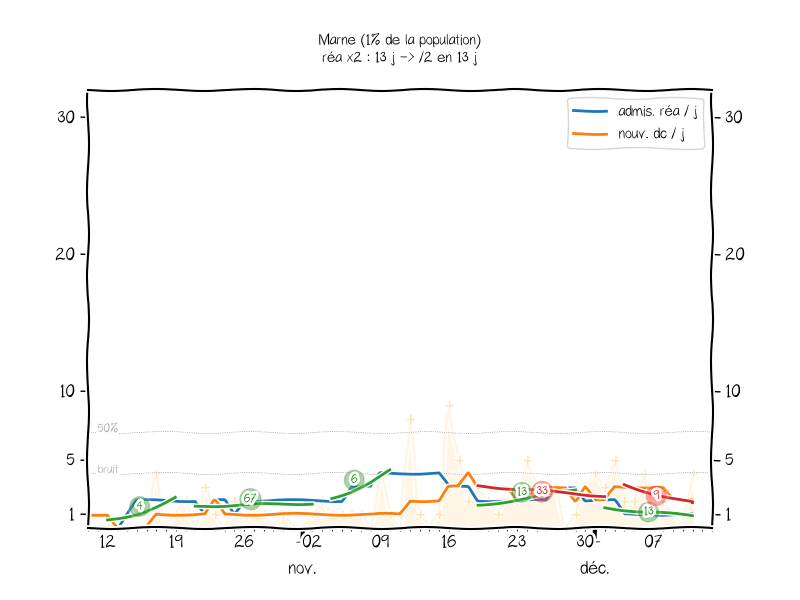 Marne (1% de la population)
réa x2 : 13 j -> /2 en 13 j
admis. réa / j
nouv. dc / j
30 30
20 20
10 10
50%
5 5
bruit
6
13 33 9
4 67
13
1 1
12 19 26 02 09 16 23 30 07
nov. déc.